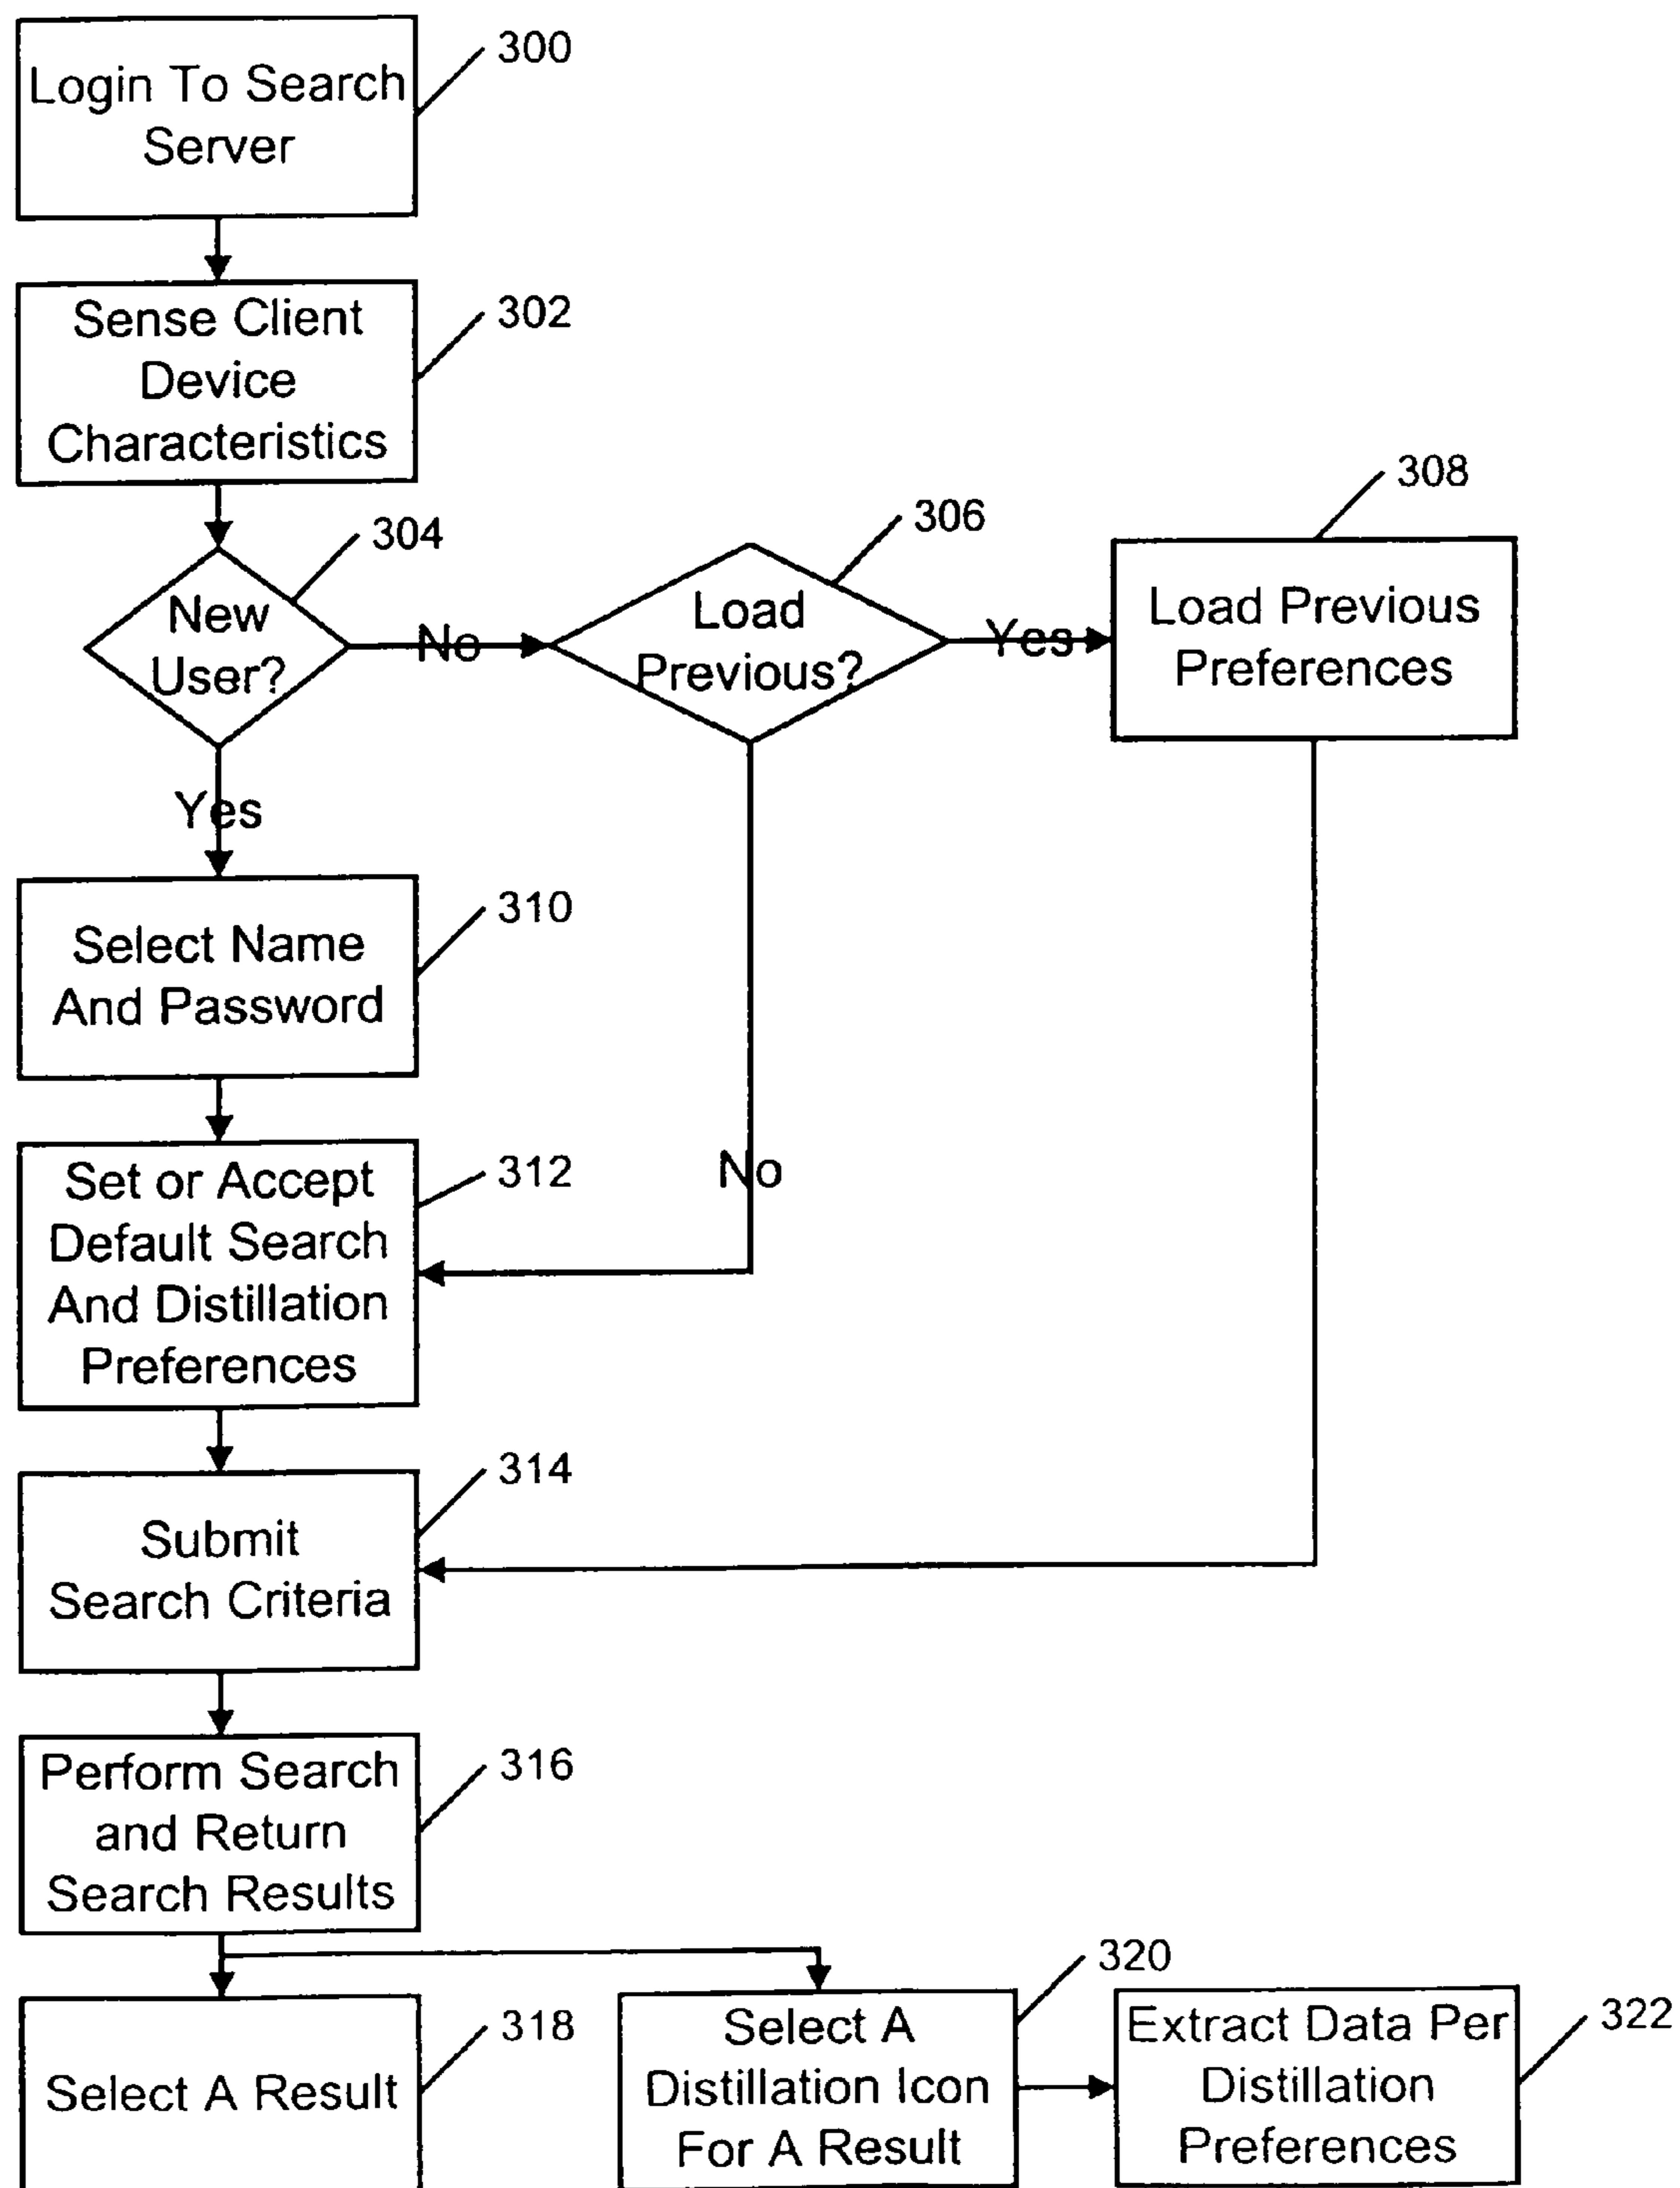 300
Login To Search
Server
302
Sense Client
Device
Characteristics
304
New
User?
No
306
Load
Previous?
Yes
308
Load Previous
Preferences
Yes
310
Select Name
And Password
312
Set or Accept
Default Search
And Distillation
Preferences
No
314
Submit
Search Criteria
316
Perform Search
and Return
Search Results
318
Select A Result
320
Select A
Distillation Icon
For A Result
322
Extract Data Per
Distillation
Preferences